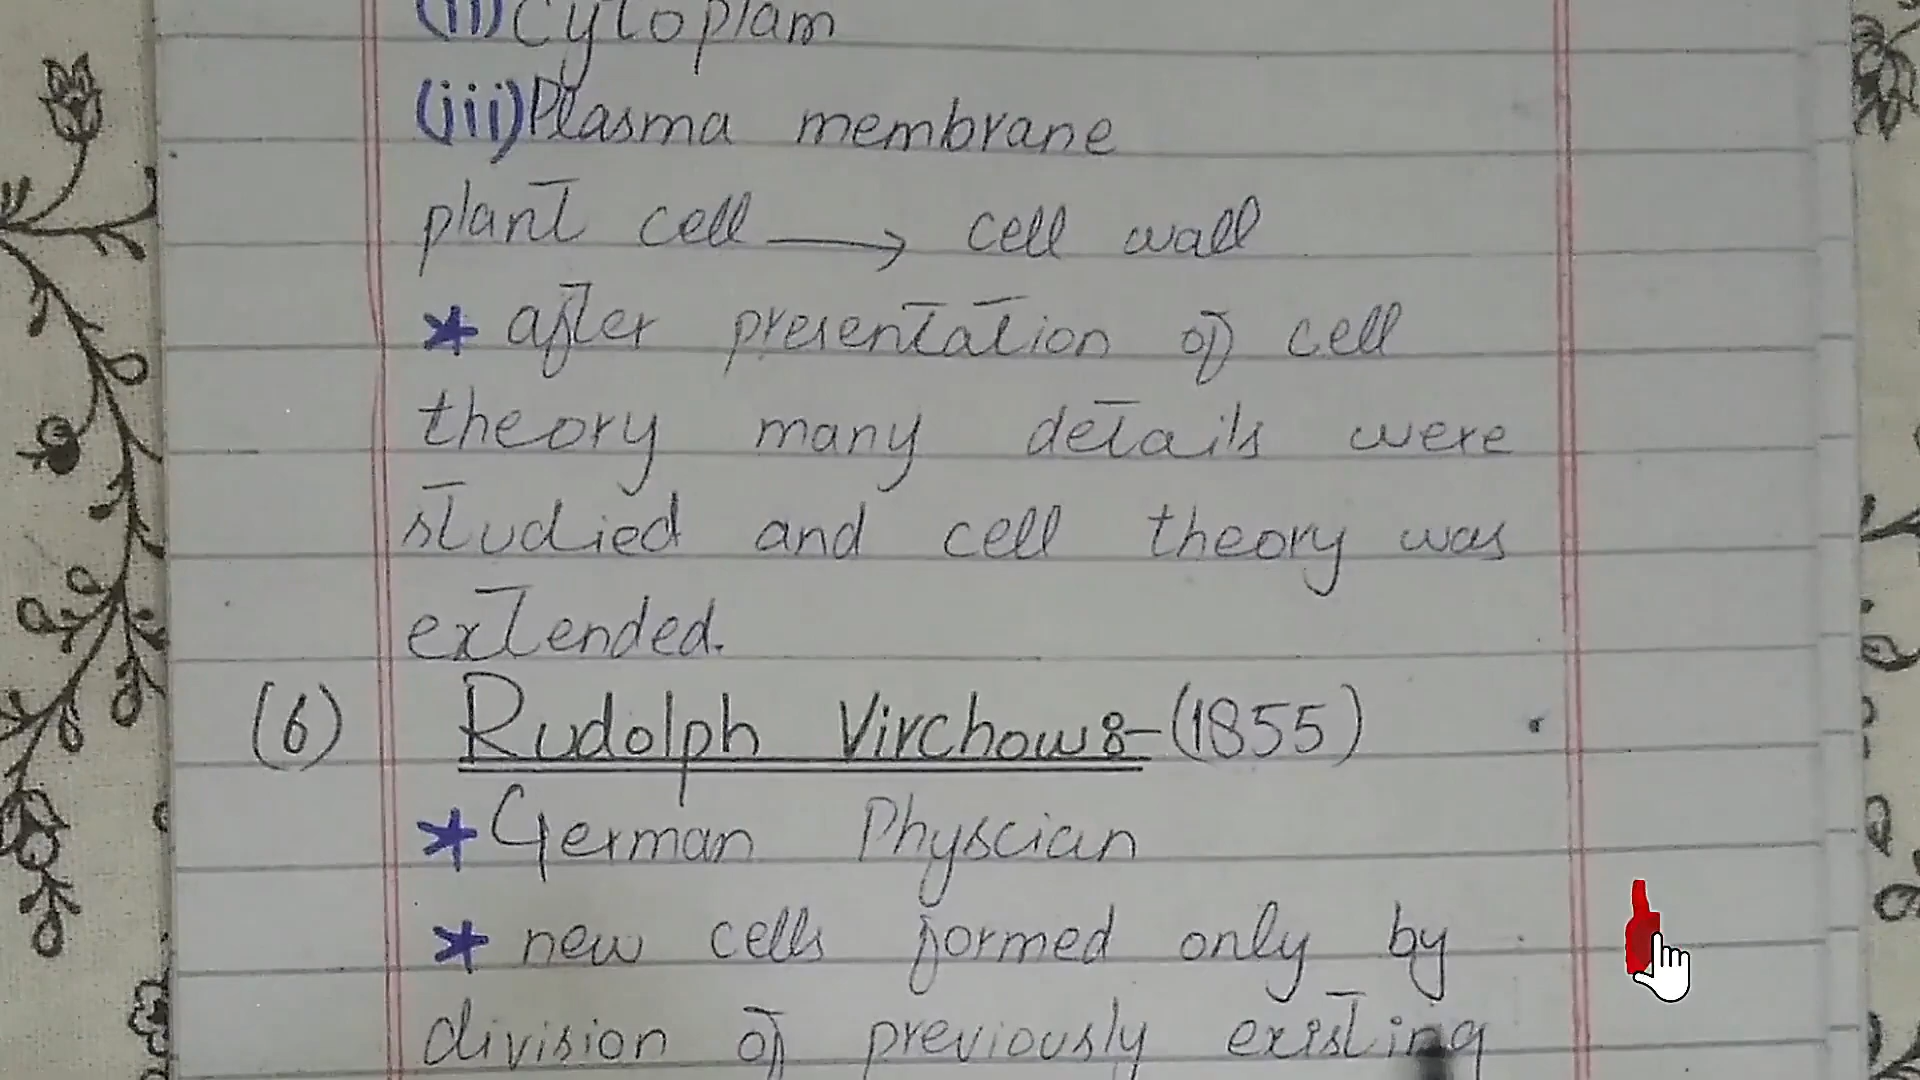 (ii) Cytoplam
(iii) Plasma membrane
plant cell → cell wall
* after presentation of cell
theory many details were
studied and cell theory was
extended.
(6) Rudolph Virchow:-(1855)
* German Physcian
* new cells formed only by
division of previously existing